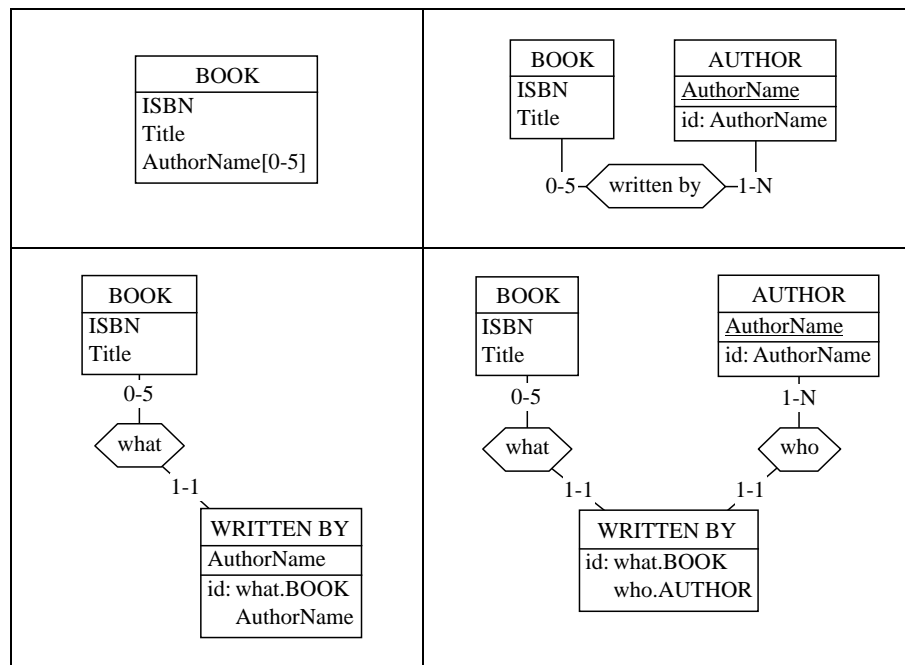 BOOK
ISBN
Title
AuthorName[0-5]
BOOK
ISBN
Title
AUTHOR
AuthorName
id: AuthorName
0-5
written by
1-N
BOOK
ISBN
Title
0-5
what
1-1
WRITTEN BY
AuthorName
id: what.BOOK
AuthorName
BOOK
ISBN
Title
AUTHOR
AuthorName
id: AuthorName
0-5
1-N
what
who
1-1
1-1
WRITTEN BY
id: what.BOOK
who.AUTHOR